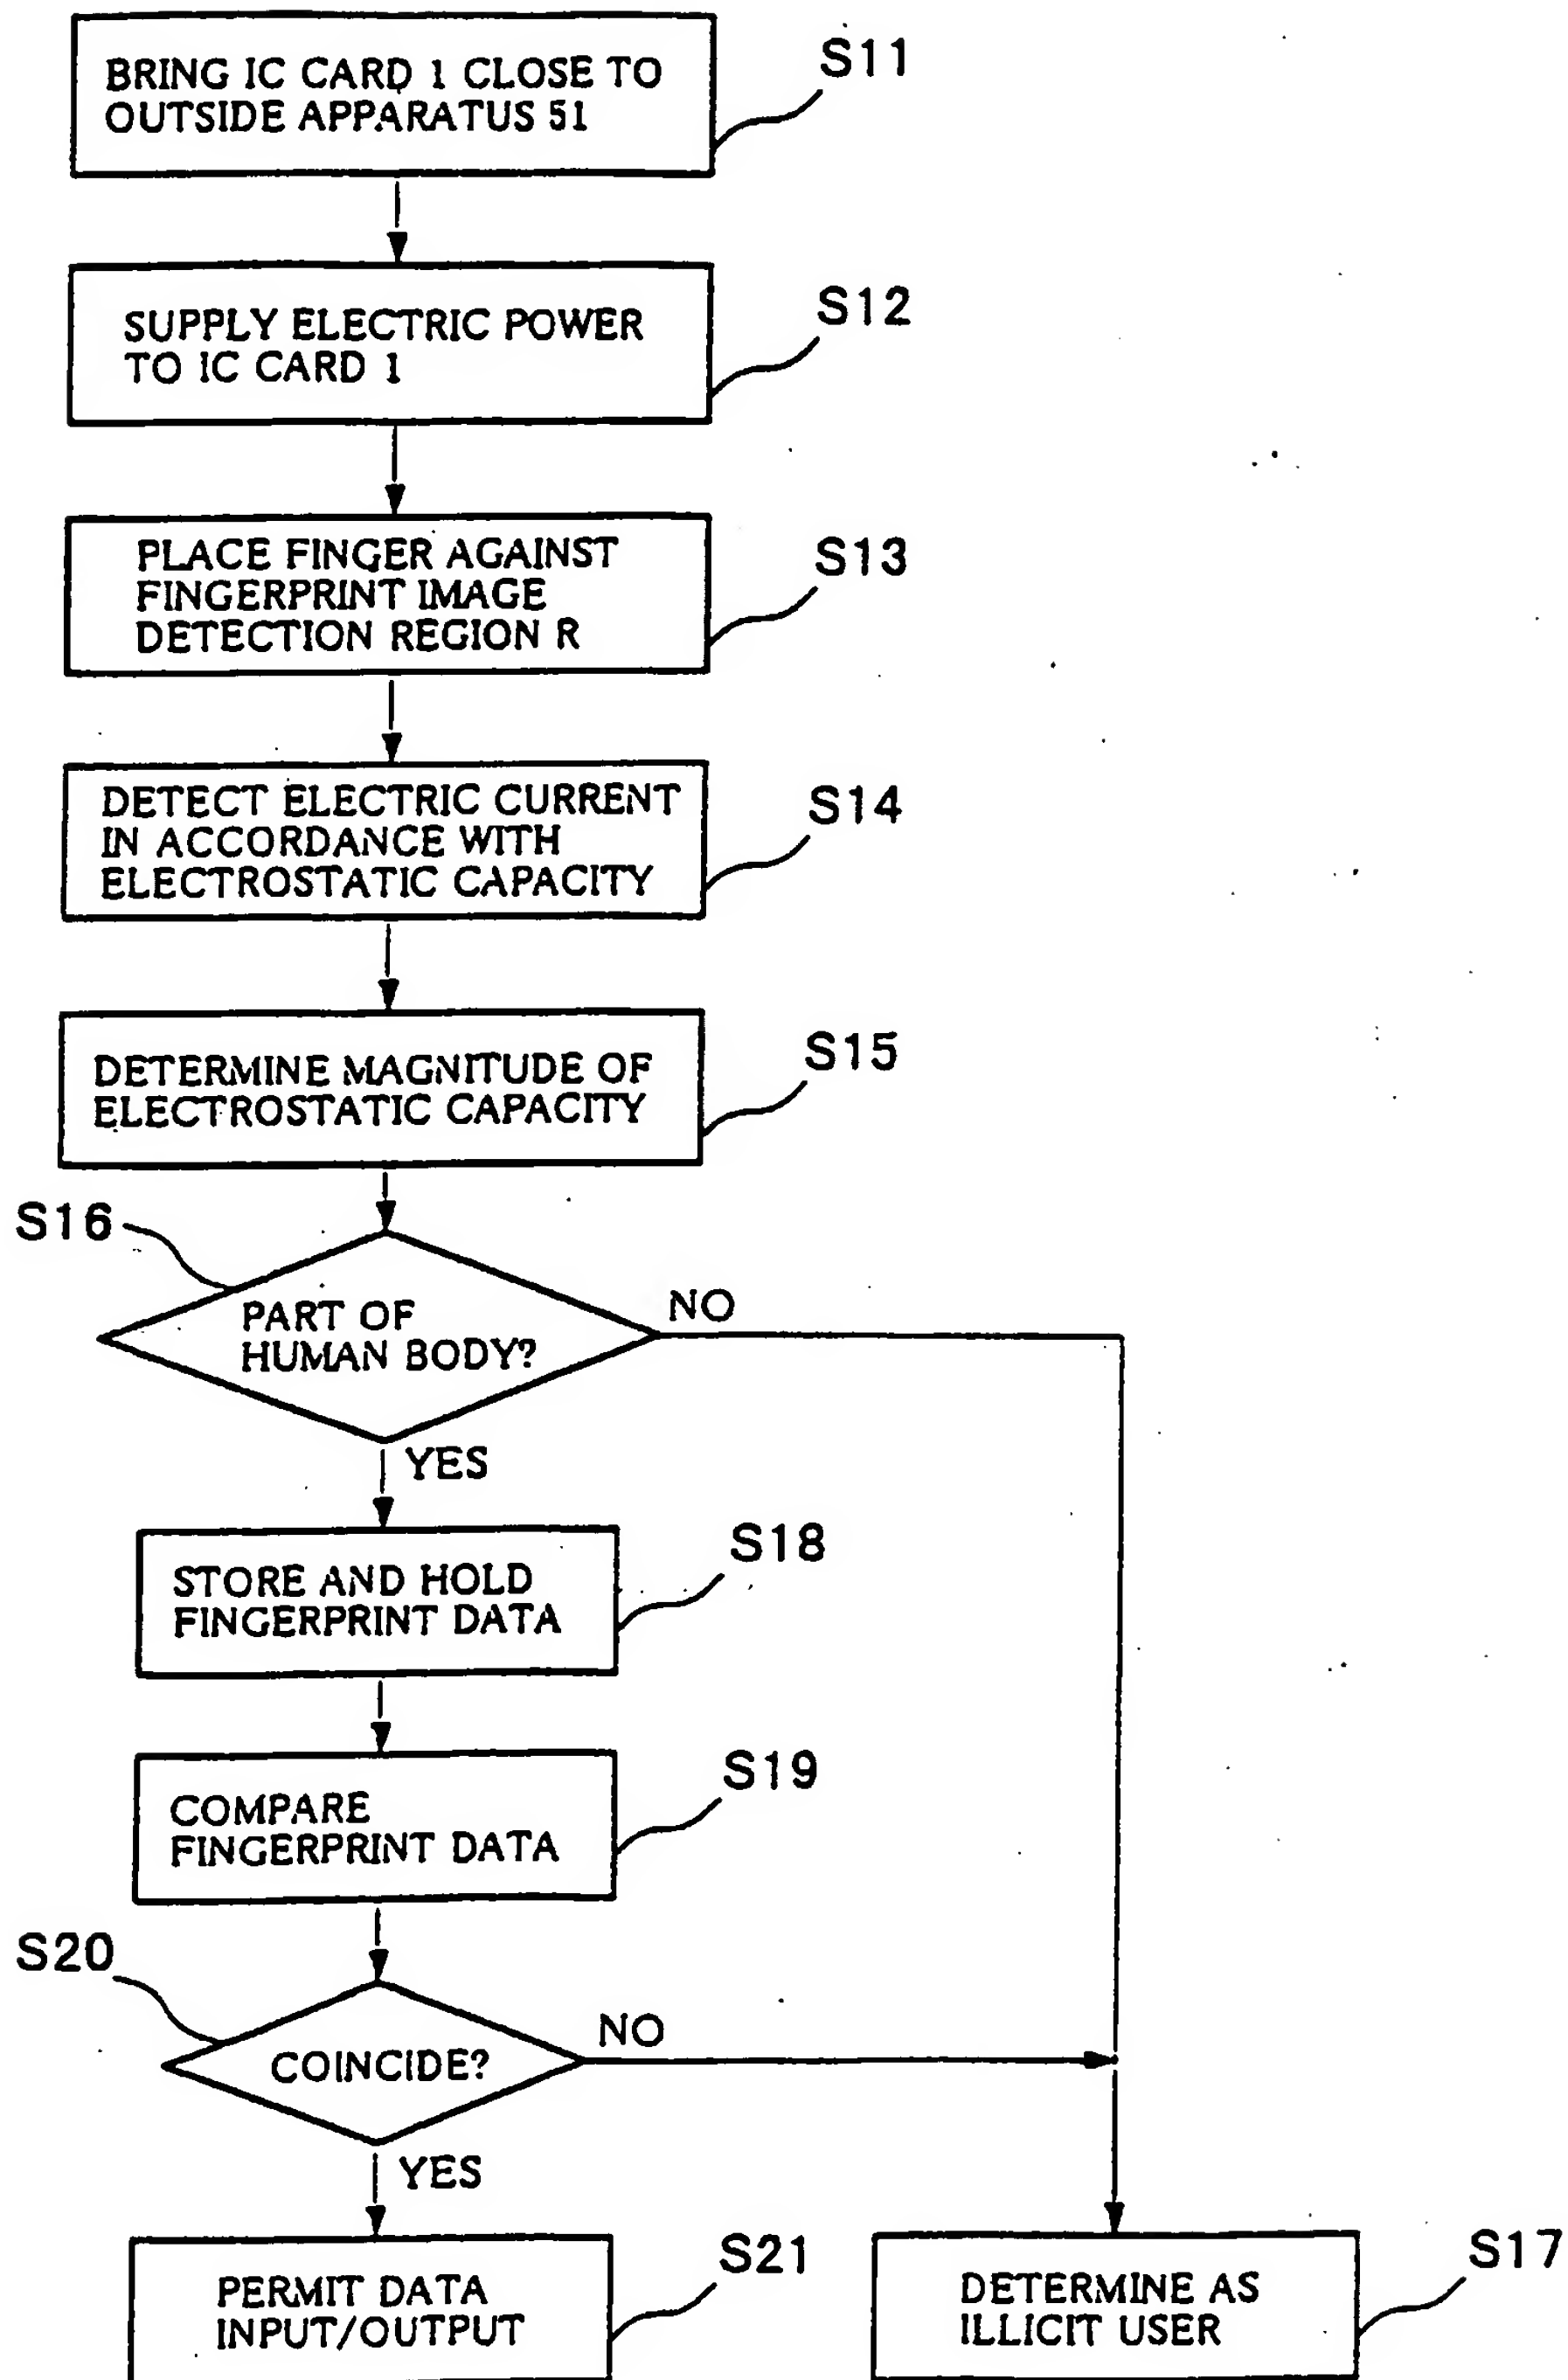 BRING IC CARD 1 CLOSE TO
OUTSIDE APPARATUS 51
S11
SUPPLY ELECTRIC POWER
TO IC CARD 1
S12
PLACE FINGER AGAINST
FINGERPRINT IMAGE
DETECTION REGION R
S13
DETECT ELECTRIC CURRENT
IN ACCORDANCE WITH
ELECTROSTATIC CAPACITY
S14
DETERMINE MAGNITUDE OF
ELECTROSTATIC CAPACITY
S15
S16
PART OF
HUMAN BODY?
NO
YES
STORE AND HOLD
FINGERPRINT DATA
S18
COMPARE
FINGERPRINT DATA
S19
S20
COINCIDE?
NO
YES
PERMIT DATA
INPUT/OUTPUT
S21
DETERMINE AS
ILLICIT USER
S17